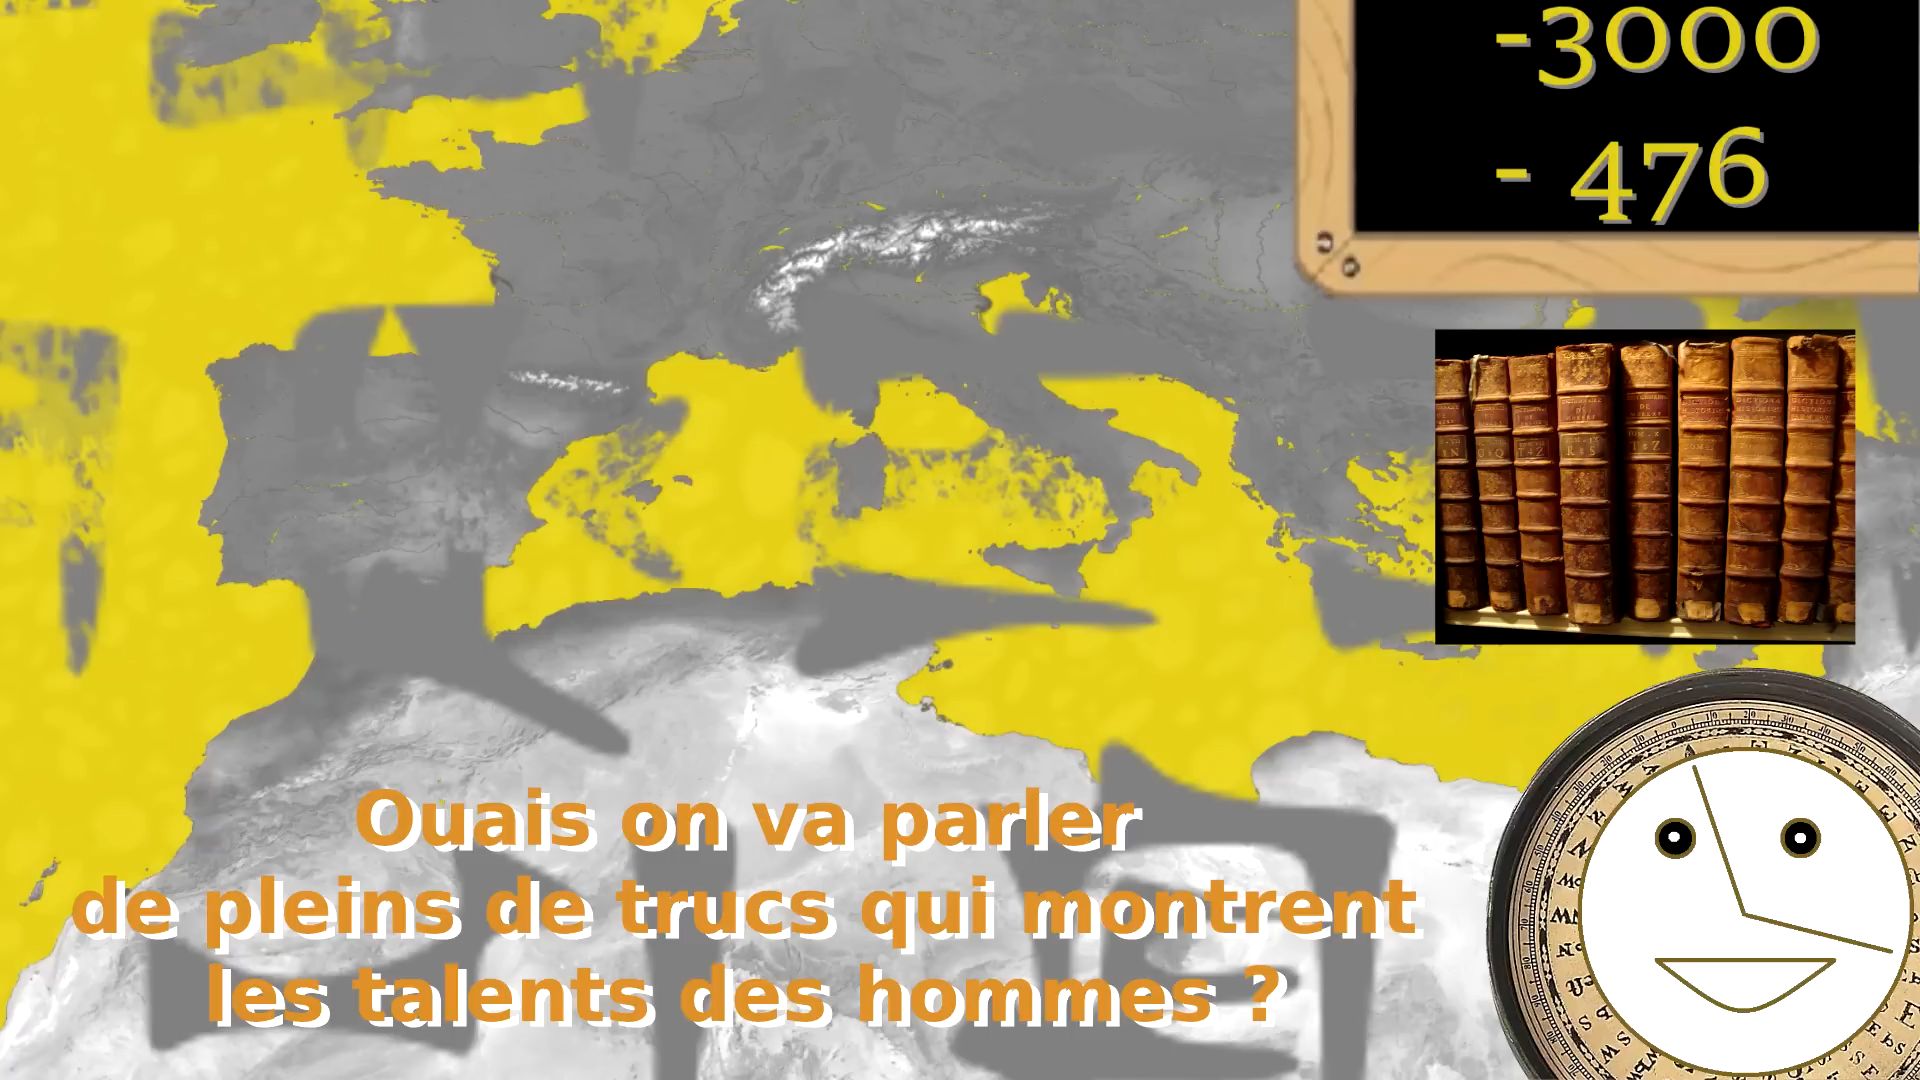 -3000
- 476
Ouais on va parler
de pleins de trucs qui montrent
les talents des hommes ?